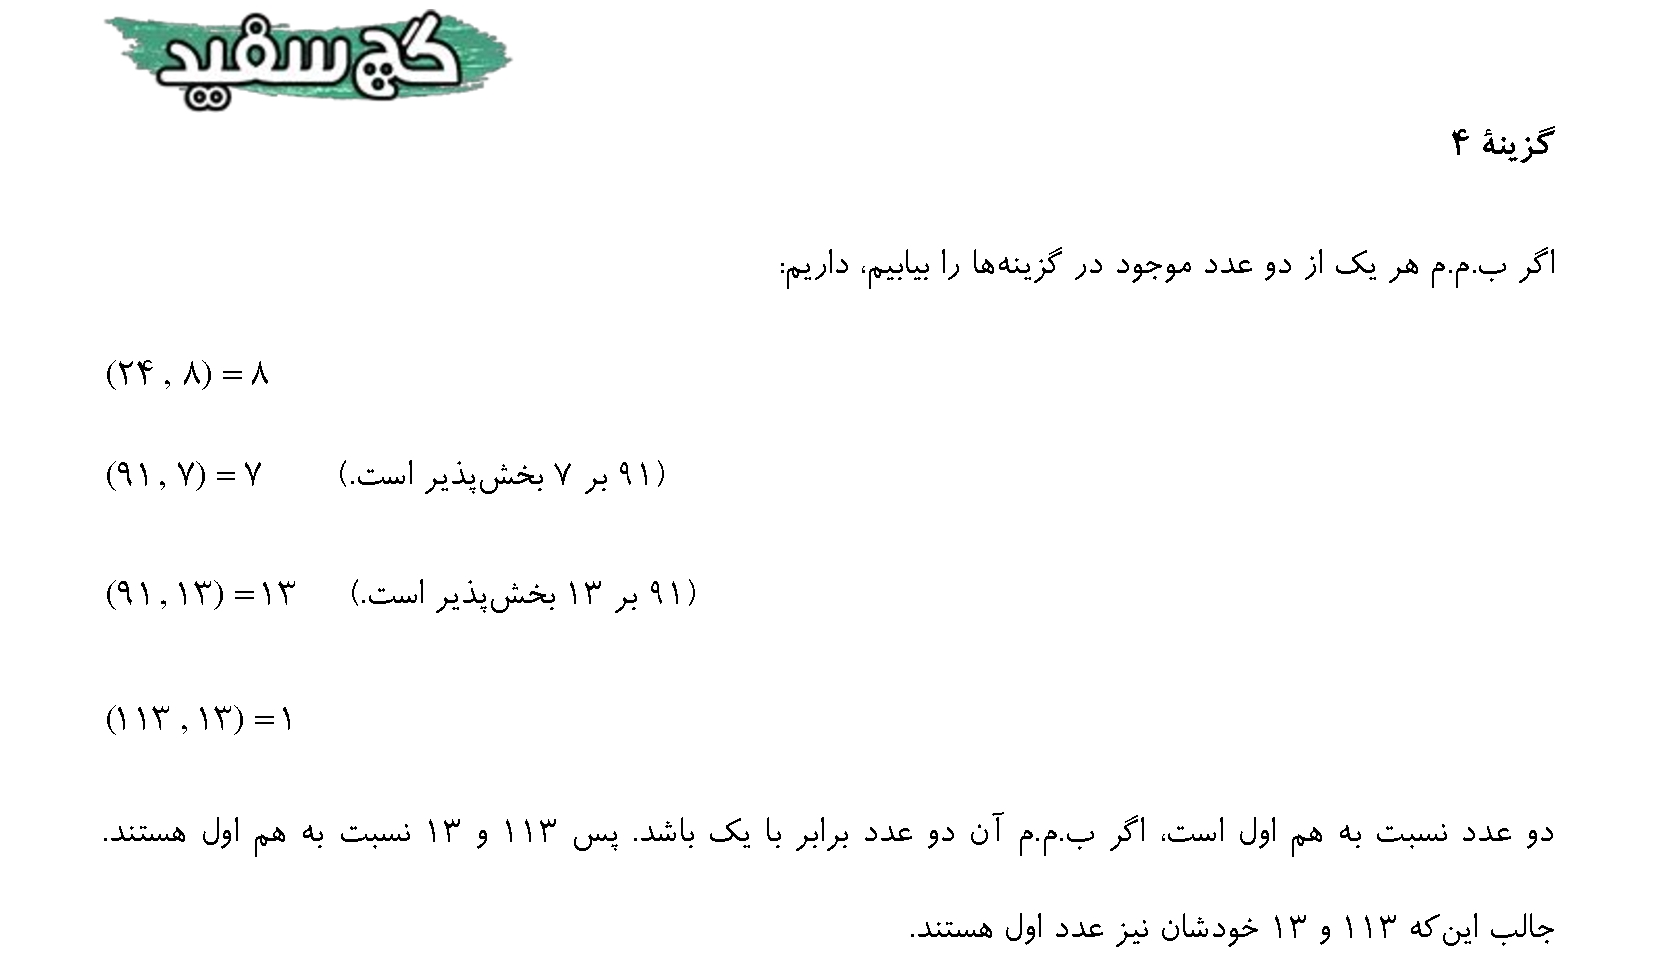 گچ سفید
گزینهٔ ۴
اگر ب.م.م هر یک از دو عدد موجود در گزینه‌ها را بیابیم، داریم:
(۲۴ , ۸) = ۸
(۹۱ , ۷) = ۷ (۹۱ بر ۷ بخش‌پذیر است.)
(۹۱ , ۱۳) = ۱۳ (۹۱ بر ۱۳ بخش‌پذیر است.)
(۱۱۳ , ۱۳) = ۱
دو عدد نسبت به هم اول است، اگر ب.م.م آن دو عدد برابر با یک باشد. پس ۱۱۳ و ۱۳ نسبت به هم اول هستند.
جالب این‌که ۱۱۳ و ۱۳ خودشان نیز عدد اول هستند.